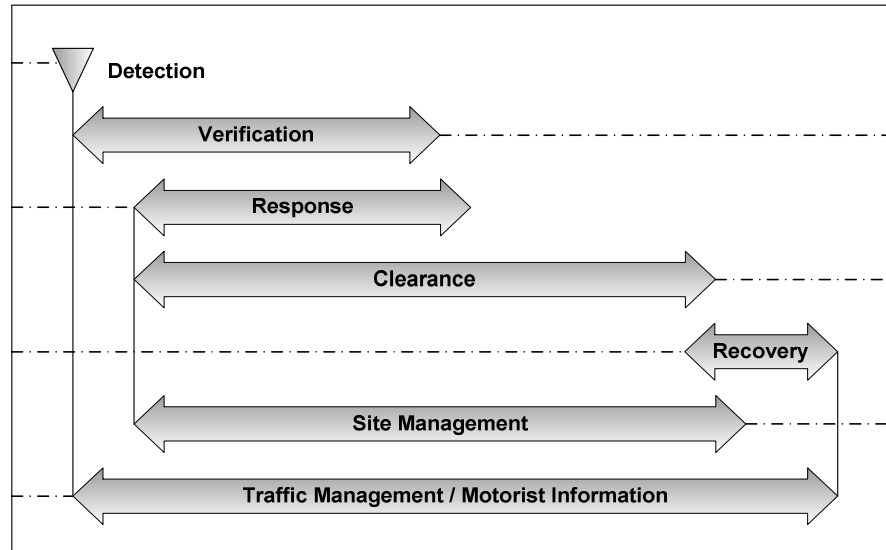 Detection
Verification
Response
Clearance
Recovery
Site Management
Traffic Management / Motorist Information